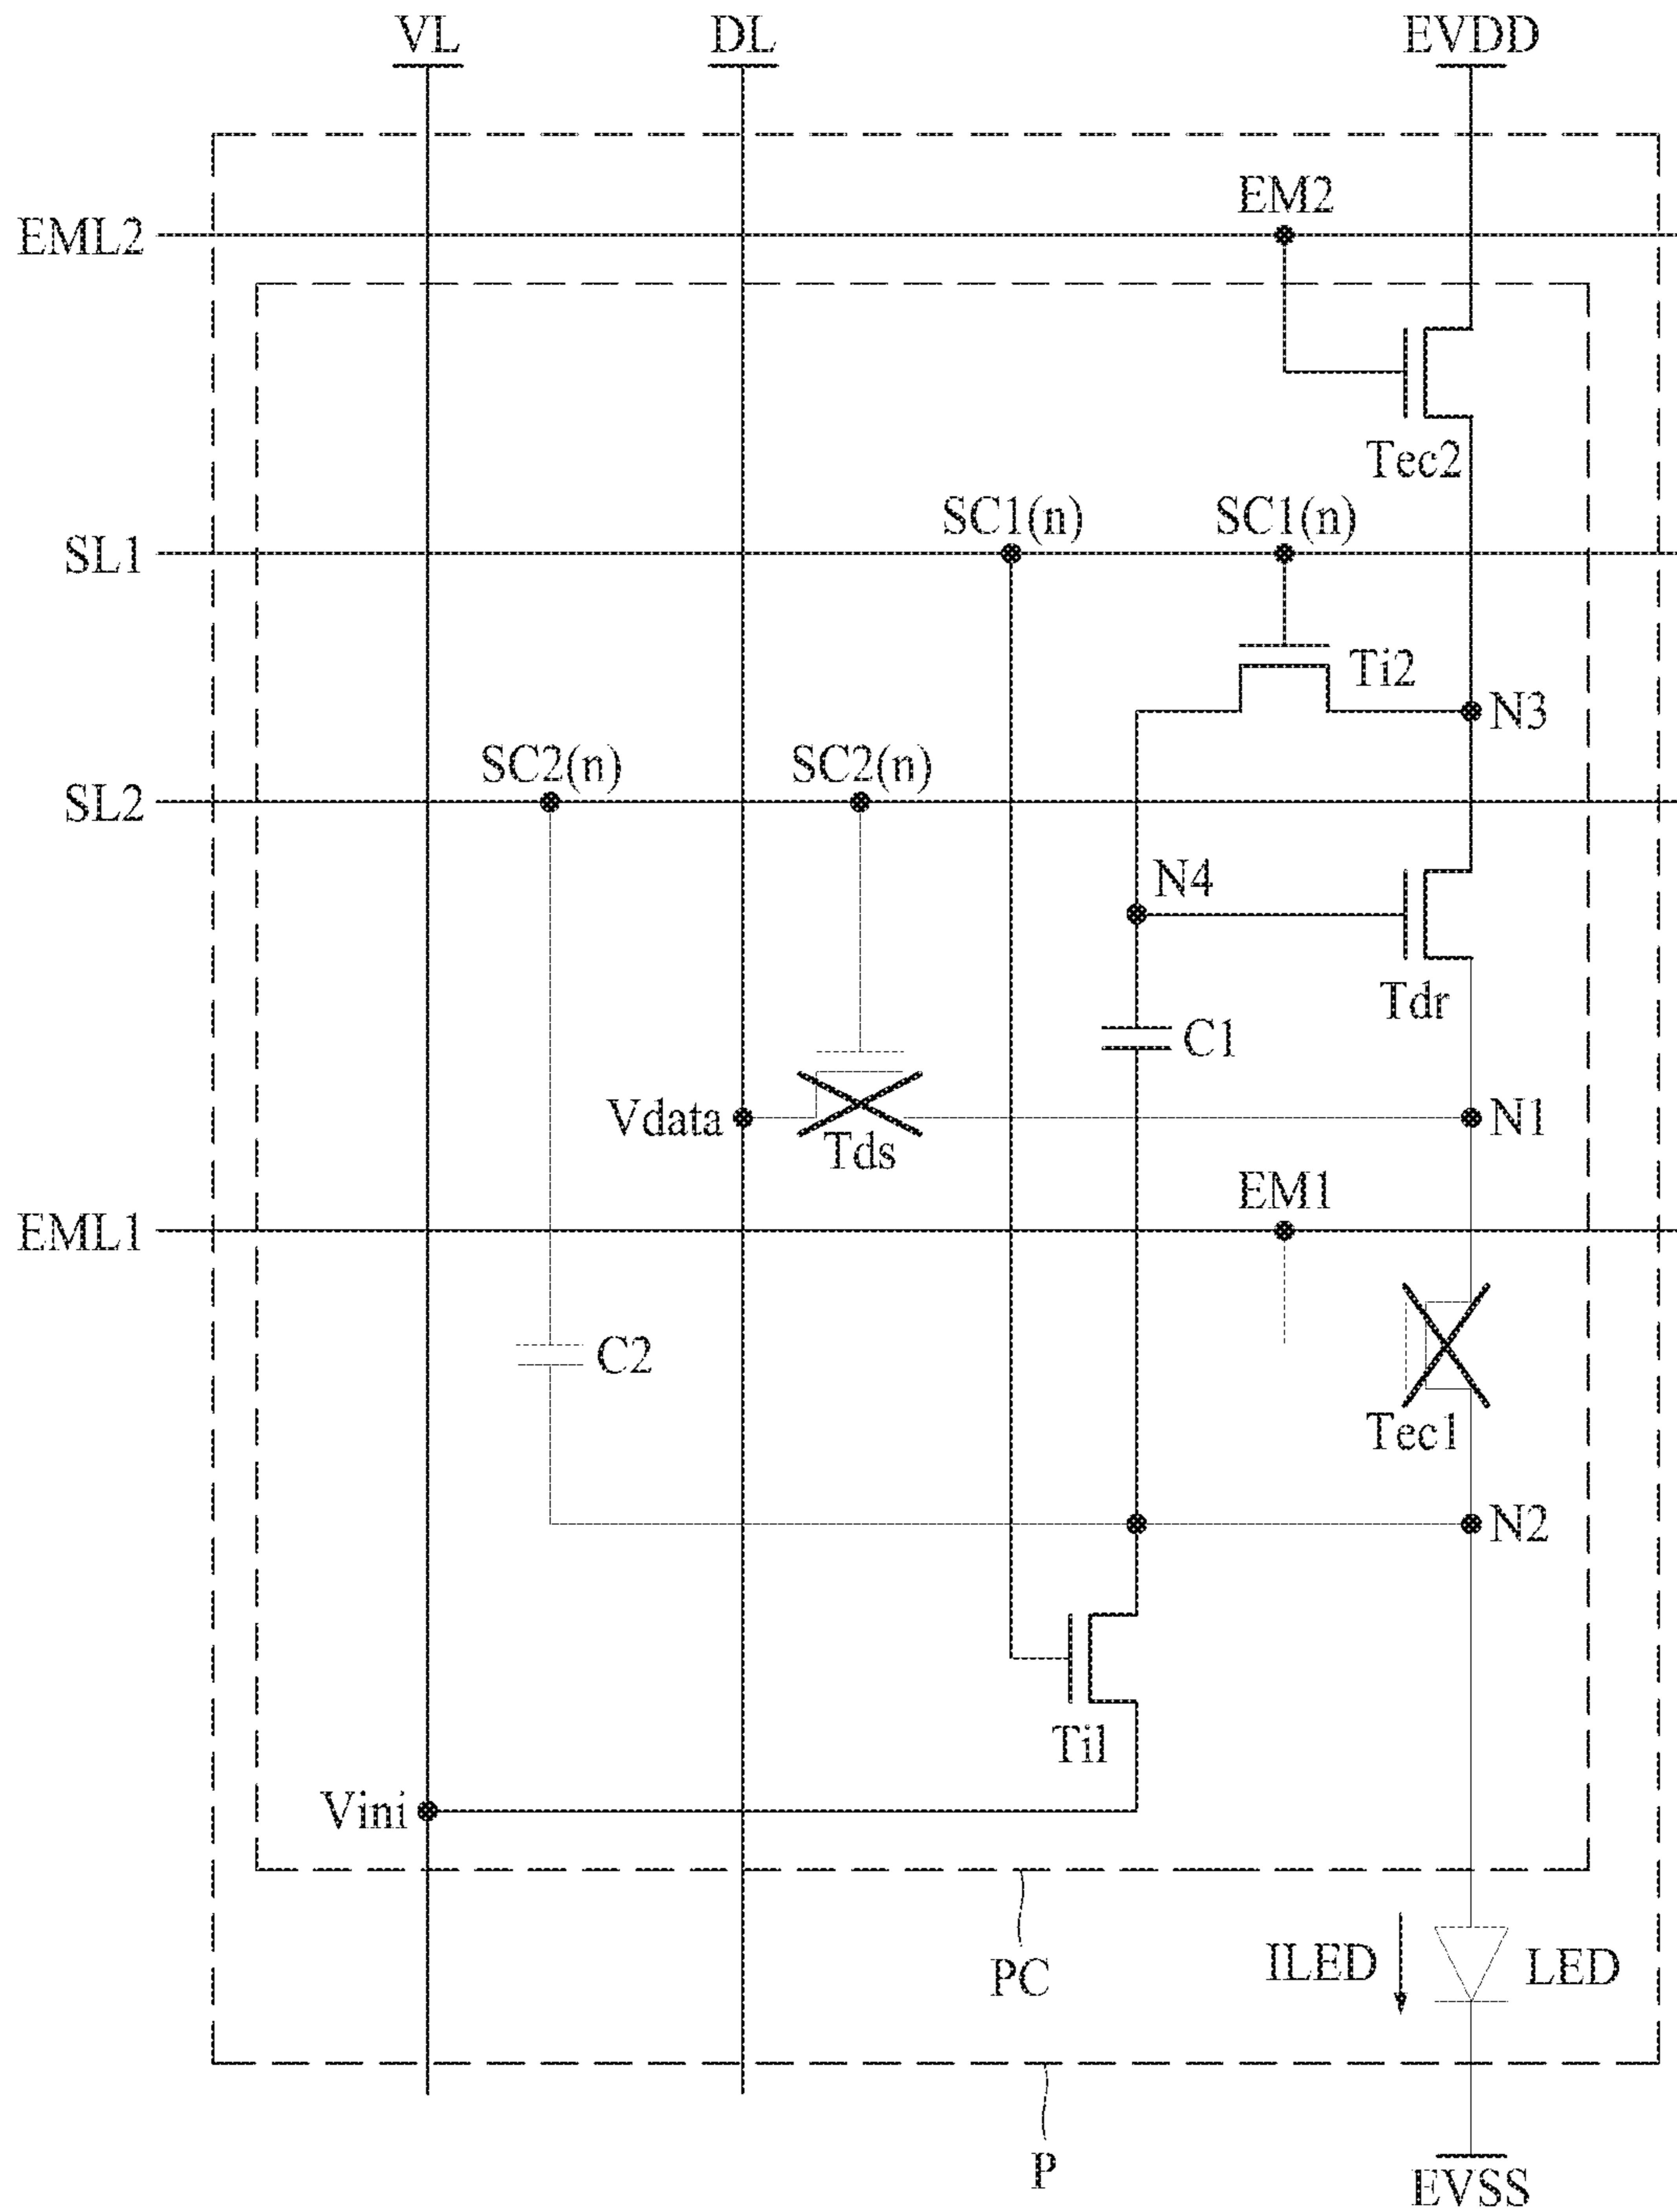 VL DL EVDD
EM2
EML2
Tec2
SC1(n) SC1(n)
SL1
Ti2
N3
SC2(n) SC2(n)
SL2
N4
Tdr
C1
Vdata
Tds
N1
EM1
EML1
C2
Tec1
N2
Ti1
Vini
ILED
LED
PC
P
EVSS